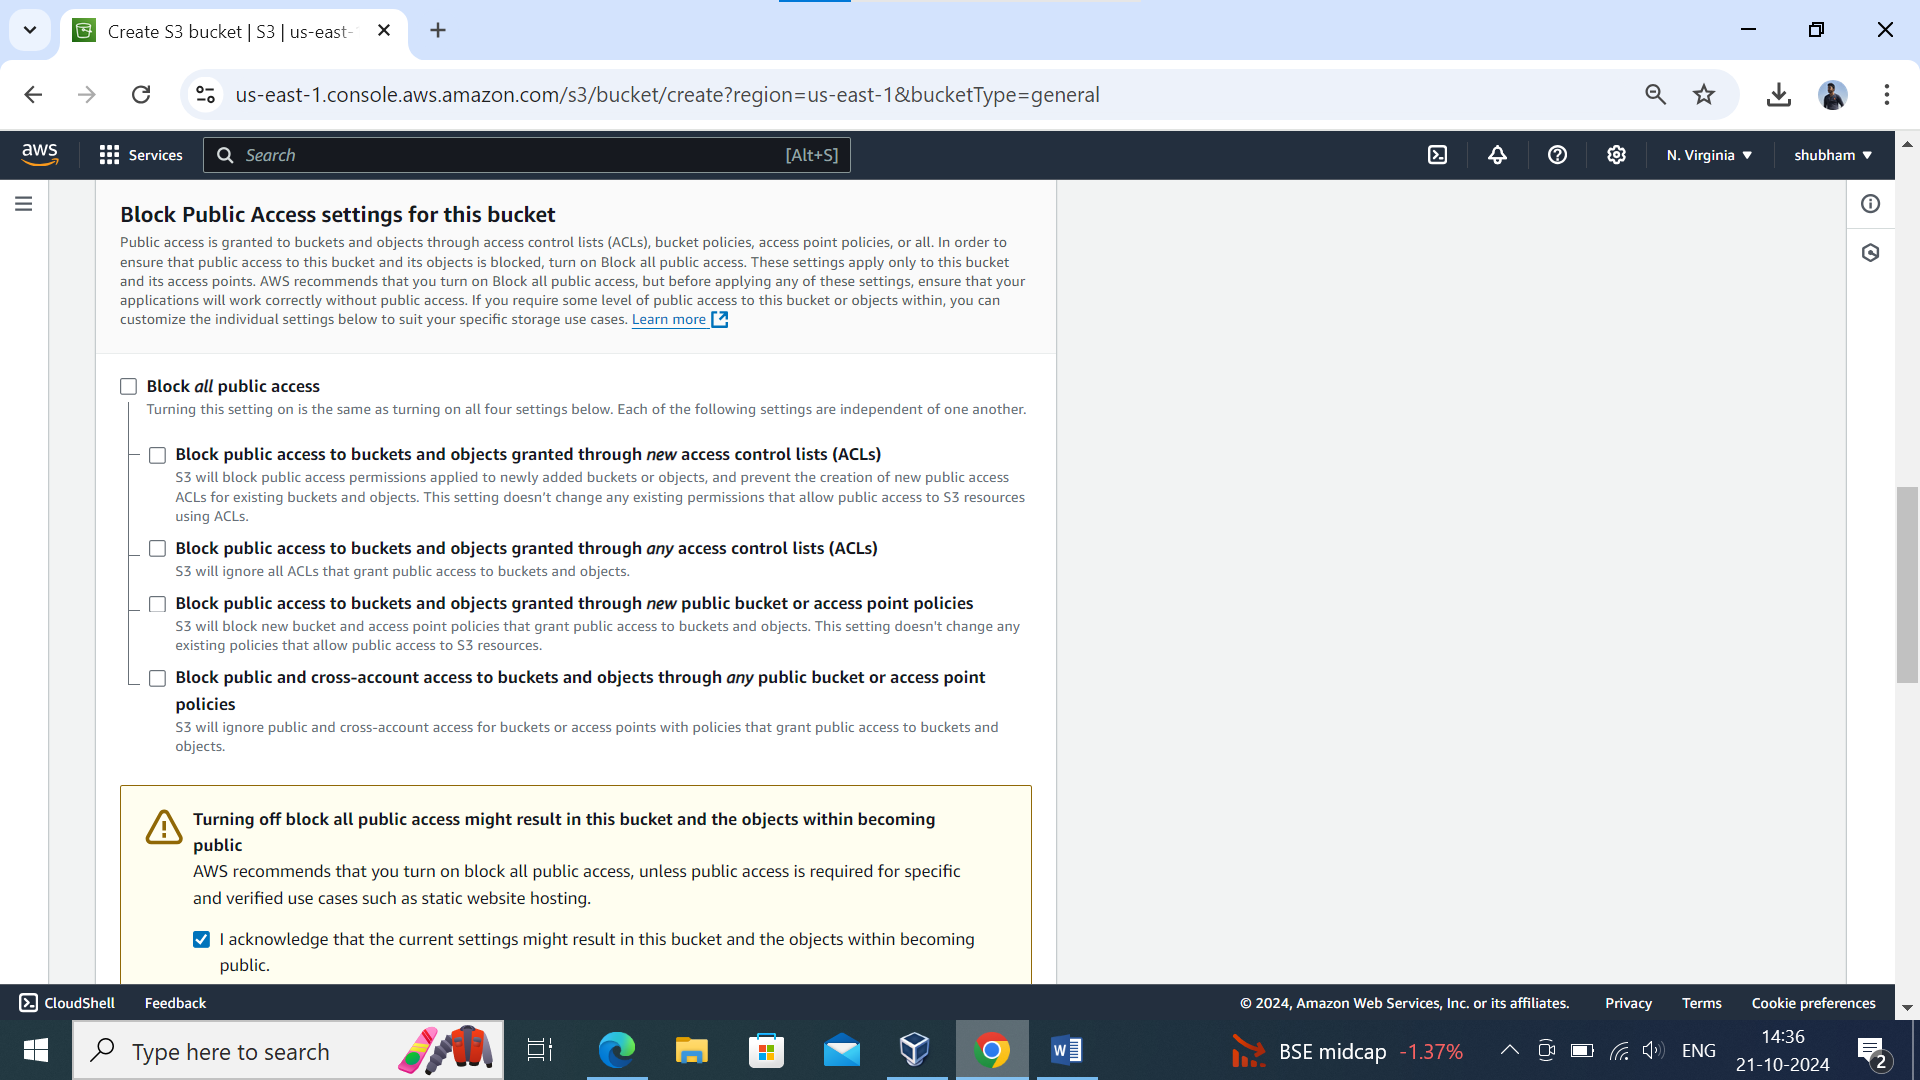 Create S3 bucket | S3 | us-east-
us-east-1.console.aws.amazon.com/s3/bucket/create?region=us-east-1&bucketType=general
aws
Services
Search
[Alt+S]
N. Virginia
shubham
Block Public Access settings for this bucket
Public access is granted to buckets and objects through access control lists (ACLs), bucket policies, access point policies, or all. In order to
ensure that public access to this bucket and its objects is blocked, turn on Block all public access. These settings apply only to this bucket
and its access points. AWS recommends that you turn on Block all public access, but before applying any of these settings, ensure that your
applications will work correctly without public access. If you require some level of public access to this bucket or objects within, you can
customize the individual settings below to suit your specific storage use cases. Learn more
Block all public access
Turning this setting on is the same as turning on all four settings below. Each of the following settings are independent of one another.
Block public access to buckets and objects granted through new access control lists (ACLs)
S3 will block public access permissions applied to newly added buckets or objects, and prevent the creation of new public access
ACLs for existing buckets and objects. This setting doesn’t change any existing permissions that allow public access to S3 resources
using ACLs.
Block public access to buckets and objects granted through any access control lists (ACLs)
S3 will ignore all ACLs that grant public access to buckets and objects.
Block public access to buckets and objects granted through new public bucket or access point policies
S3 will block new bucket and access point policies that grant public access to buckets and objects. This setting doesn't change any
existing policies that allow public access to S3 resources.
Block public and cross-account access to buckets and objects through any public bucket or access point
policies
S3 will ignore public and cross-account access for buckets or access points with policies that grant public access to buckets and
objects.
Turning off block all public access might result in this bucket and the objects within becoming
public
AWS recommends that you turn on block all public access, unless public access is required for specific
and verified use cases such as static website hosting.
I acknowledge that the current settings might result in this bucket and the objects within becoming
public.
CloudShell
Feedback
© 2024, Amazon Web Services, Inc. or its affiliates.
Privacy
Terms
Cookie preferences
Type here to search
BSE midcap -1.37%
ENG
14:36
21-10-2024
2